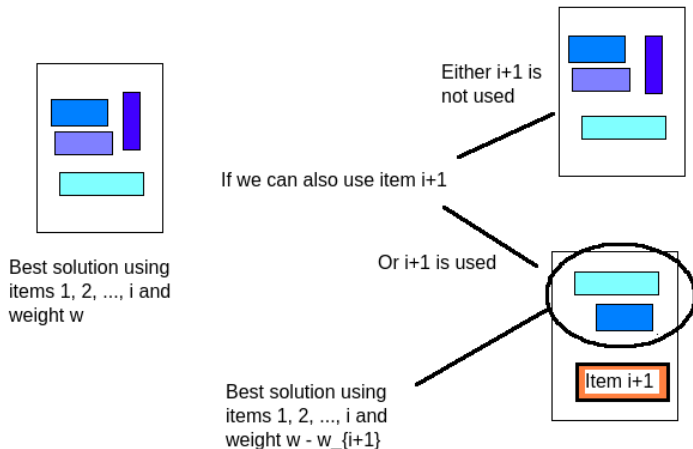 Best solution using
items 1, 2, ..., i and
weight w
If we can also use item i+1
Either i+1 is
not used
Or i+1 is used
Best solution using
items 1, 2, ..., i and
weight w - w_{i+1}
Item i+1